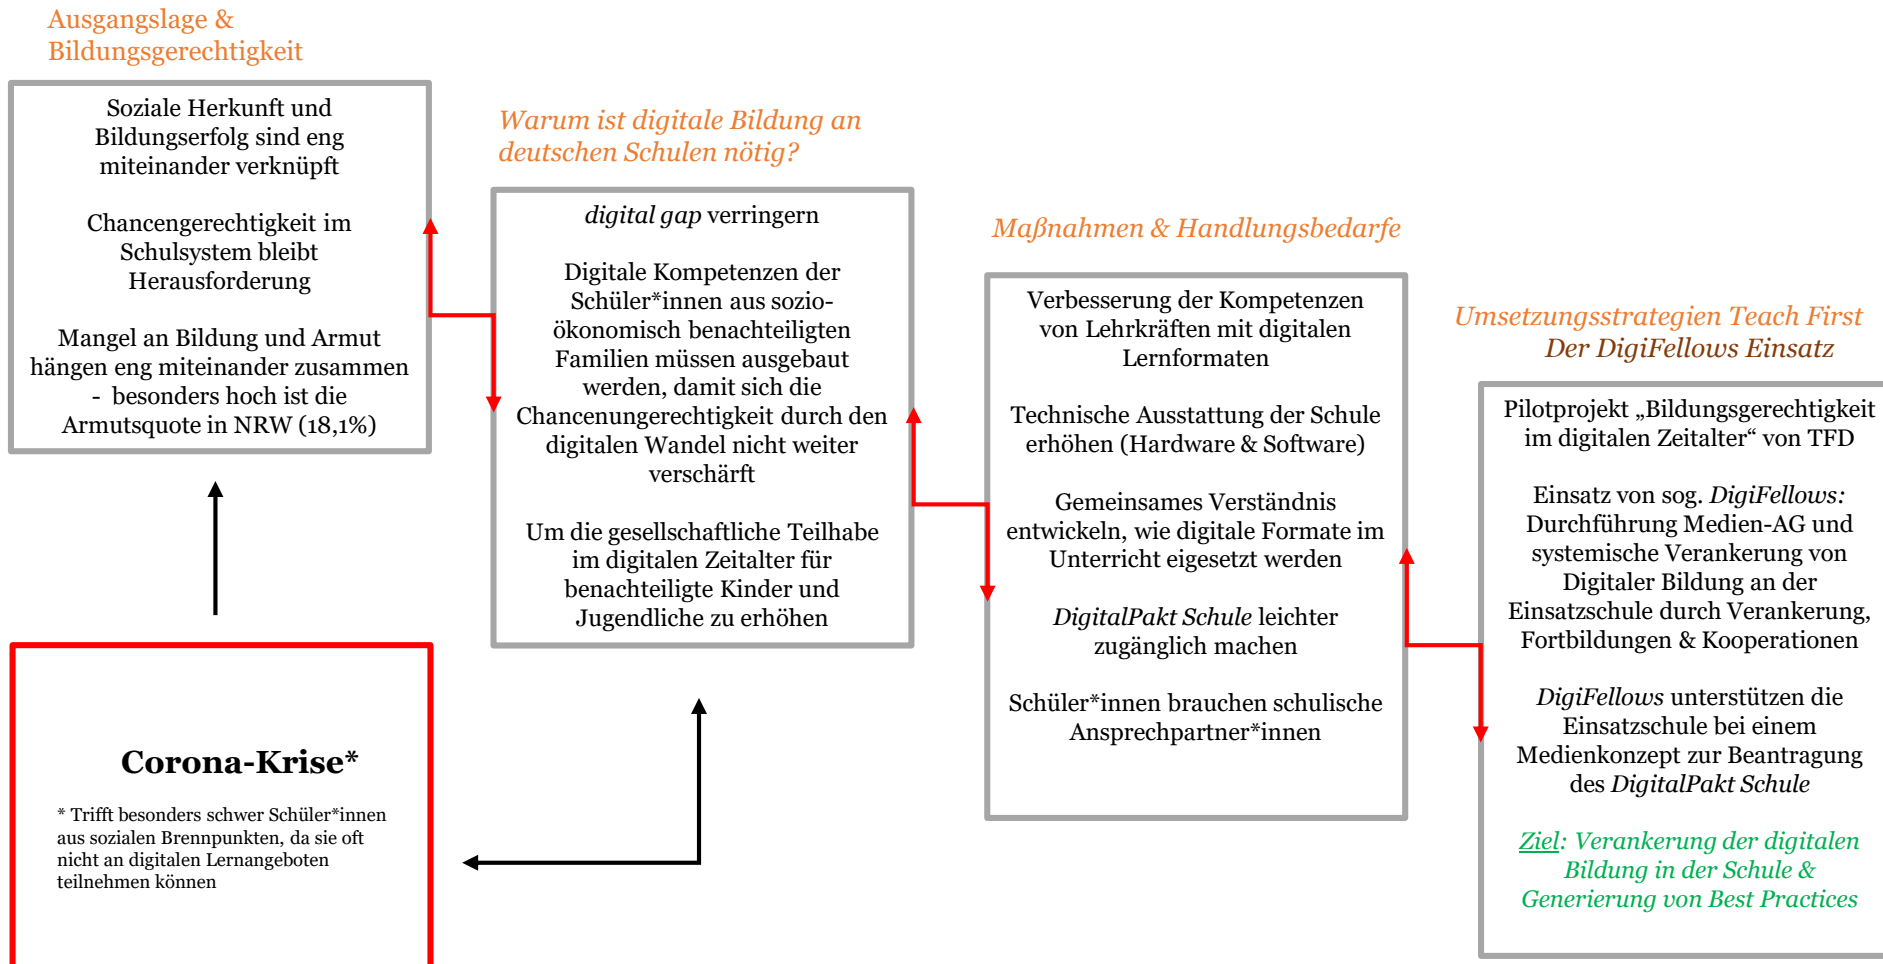 Ausgangslage &
Bildungsgerechtigkeit
Soziale Herkunft und
Bildungserfolg sind eng
miteinander verknüpft
Chancengerechtigkeit im
Schulsystem bleibt
Herausforderung
Mangel an Bildung und Armut
hängen eng miteinander zusammen
- besonders hoch ist die
Armutsquote in NRW (18,1%)
Corona-Krise*
* Trifft besonders schwer Schüler*innen
aus sozialen Brennpunkten, da sie oft
nicht an digitalen Lernangeboten
teilnehmen können
Warum ist digitale Bildung an
deutschen Schulen nötig?
digital gap verringern
Digitale Kompetenzen der
Schüler*innen aus sozio-
ökonomisch benachteiligten
Familien müssen ausgebaut
werden, damit sich die
Chancenungerechtigkeit durch den
digitalen Wandel nicht weiter
verschärft
Um die gesellschaftliche Teilhabe
im digitalen Zeitalter für
benachteiligte Kinder und
Jugendliche zu erhöhen
Maßnahmen & Handlungsbedarfe
Verbesserung der Kompetenzen
von Lehrkräften mit digitalen
Lernformaten
Technische Ausstattung der Schule
erhöhen (Hardware & Software)
Gemeinsames Verständnis
entwickeln, wie digitale Formate im
Unterricht eigesetzt werden
DigitalPakt Schule leichter
zugänglich machen
Schüler*innen brauchen schulische
Ansprechpartner*innen
Umsetzungsstrategien Teach First
Der DigiFellows Einsatz
Pilotprojekt „Bildungsgerechtigkeit
im digitalen Zeitalter“ von TFD
Einsatz von sog. DigiFellows:
Durchführung Medien-AG und
systemische Verankerung von
Digitaler Bildung an der
Einsatzschule durch Verankerung,
Fortbildungen & Kooperationen
DigiFellows unterstützen die
Einsatzschule bei einem
Medienkonzept zur Beantragung
des DigitalPakt Schule
Ziel: Verankerung der digitalen
Bildung in der Schule &
Generierung von Best Practices